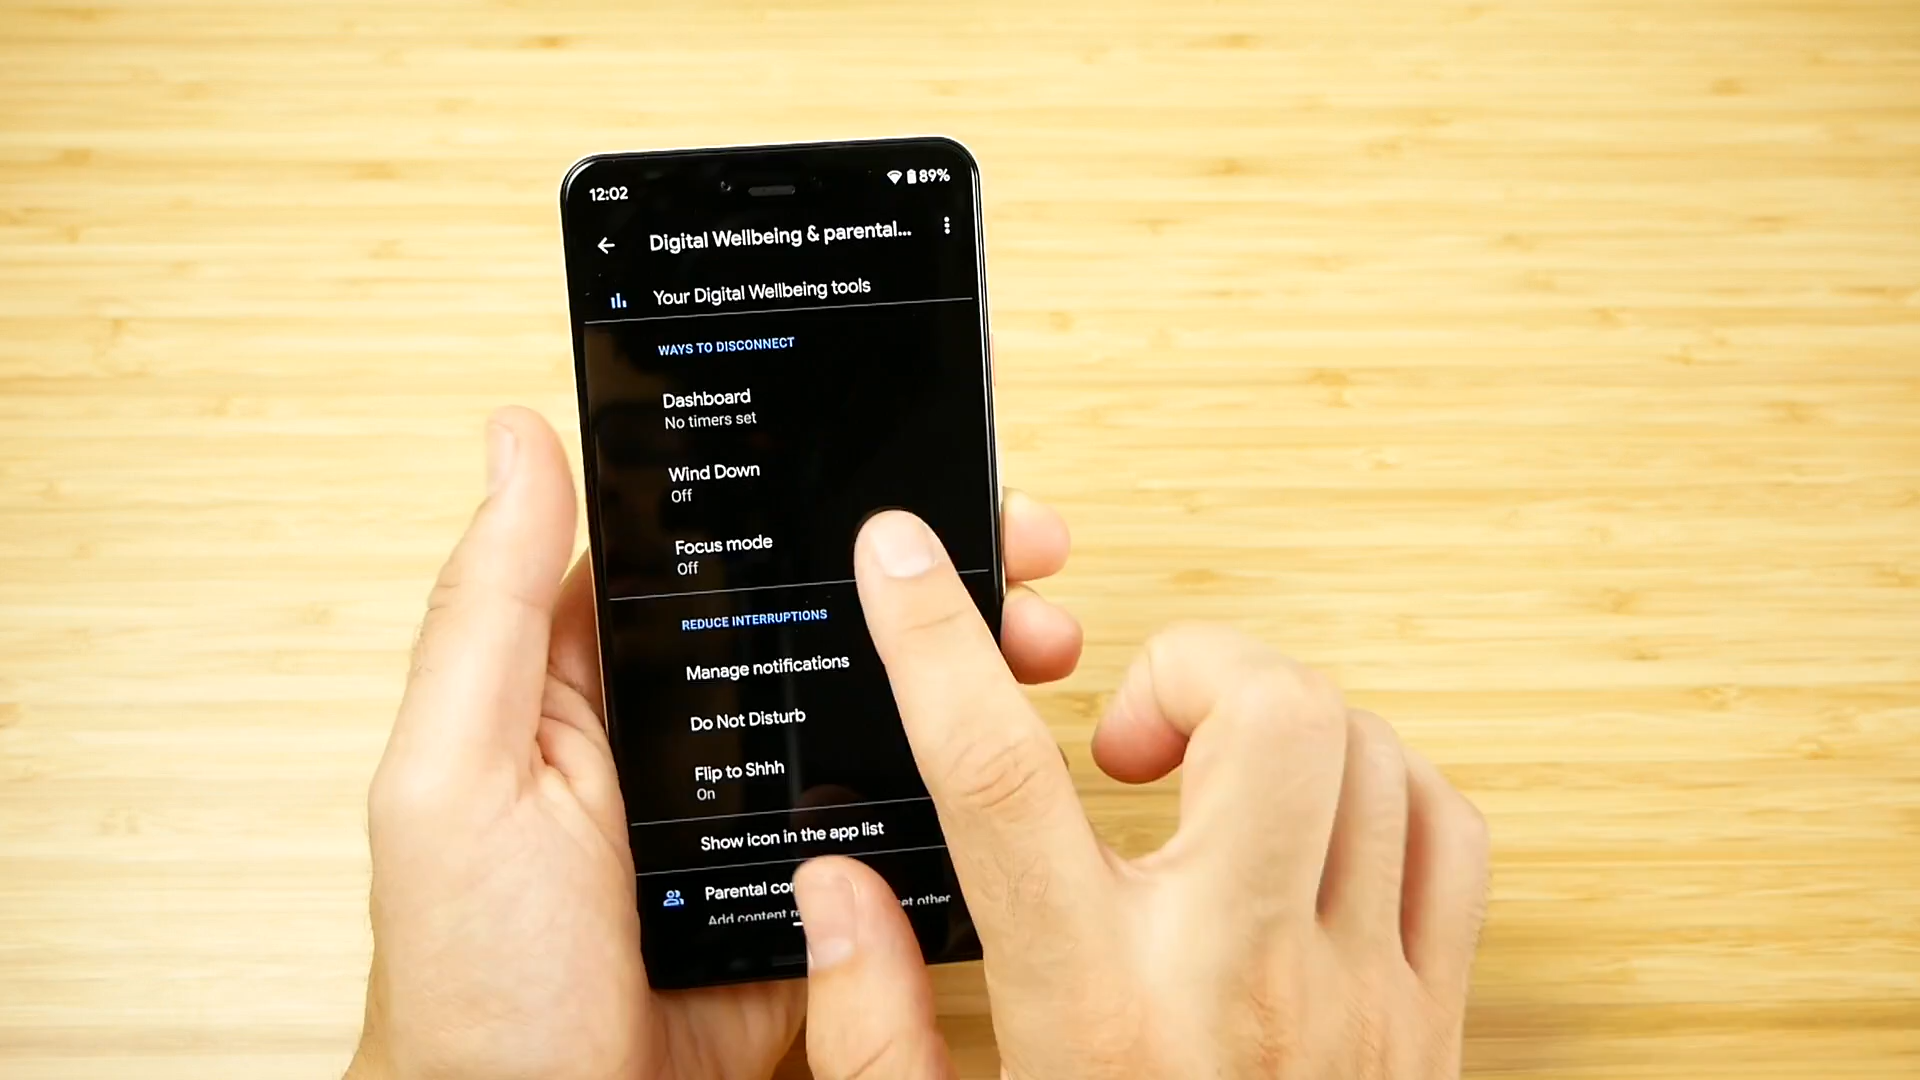 12:02
89%
Digital Wellbeing & parental...
Your Digital Wellbeing tools
WAYS TO DISCONNECT
Dashboard
No timers set
Wind Down
Off
Focus mode
Off
REDUCE INTERRUPTIONS
Manage notifications
Do Not Disturb
Flip to Shhh
On
Show icon in the app list
Parental
Add content other